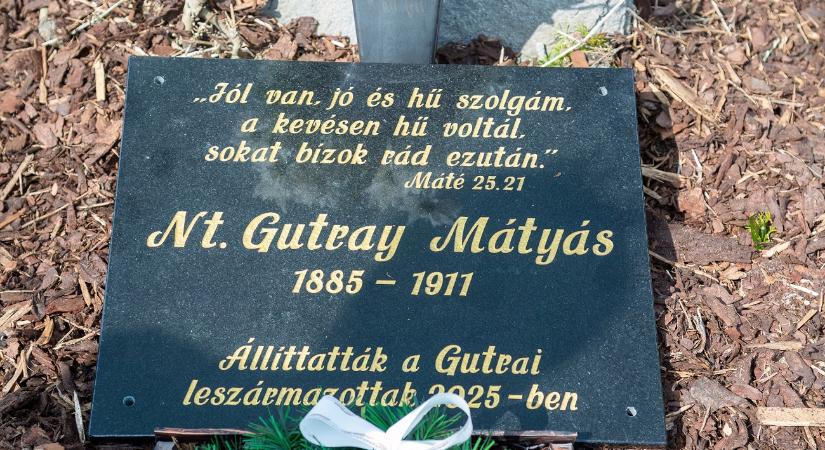 „Jól van, jó és hű szolgám,
a kevésen hű voltál,
sokat bízok rád ezután.”
Máté 25.21
Nt. Gutray Mátyás
1885 – 1911
Állíttatták a Gutrai
leszármazottak 2025-ben